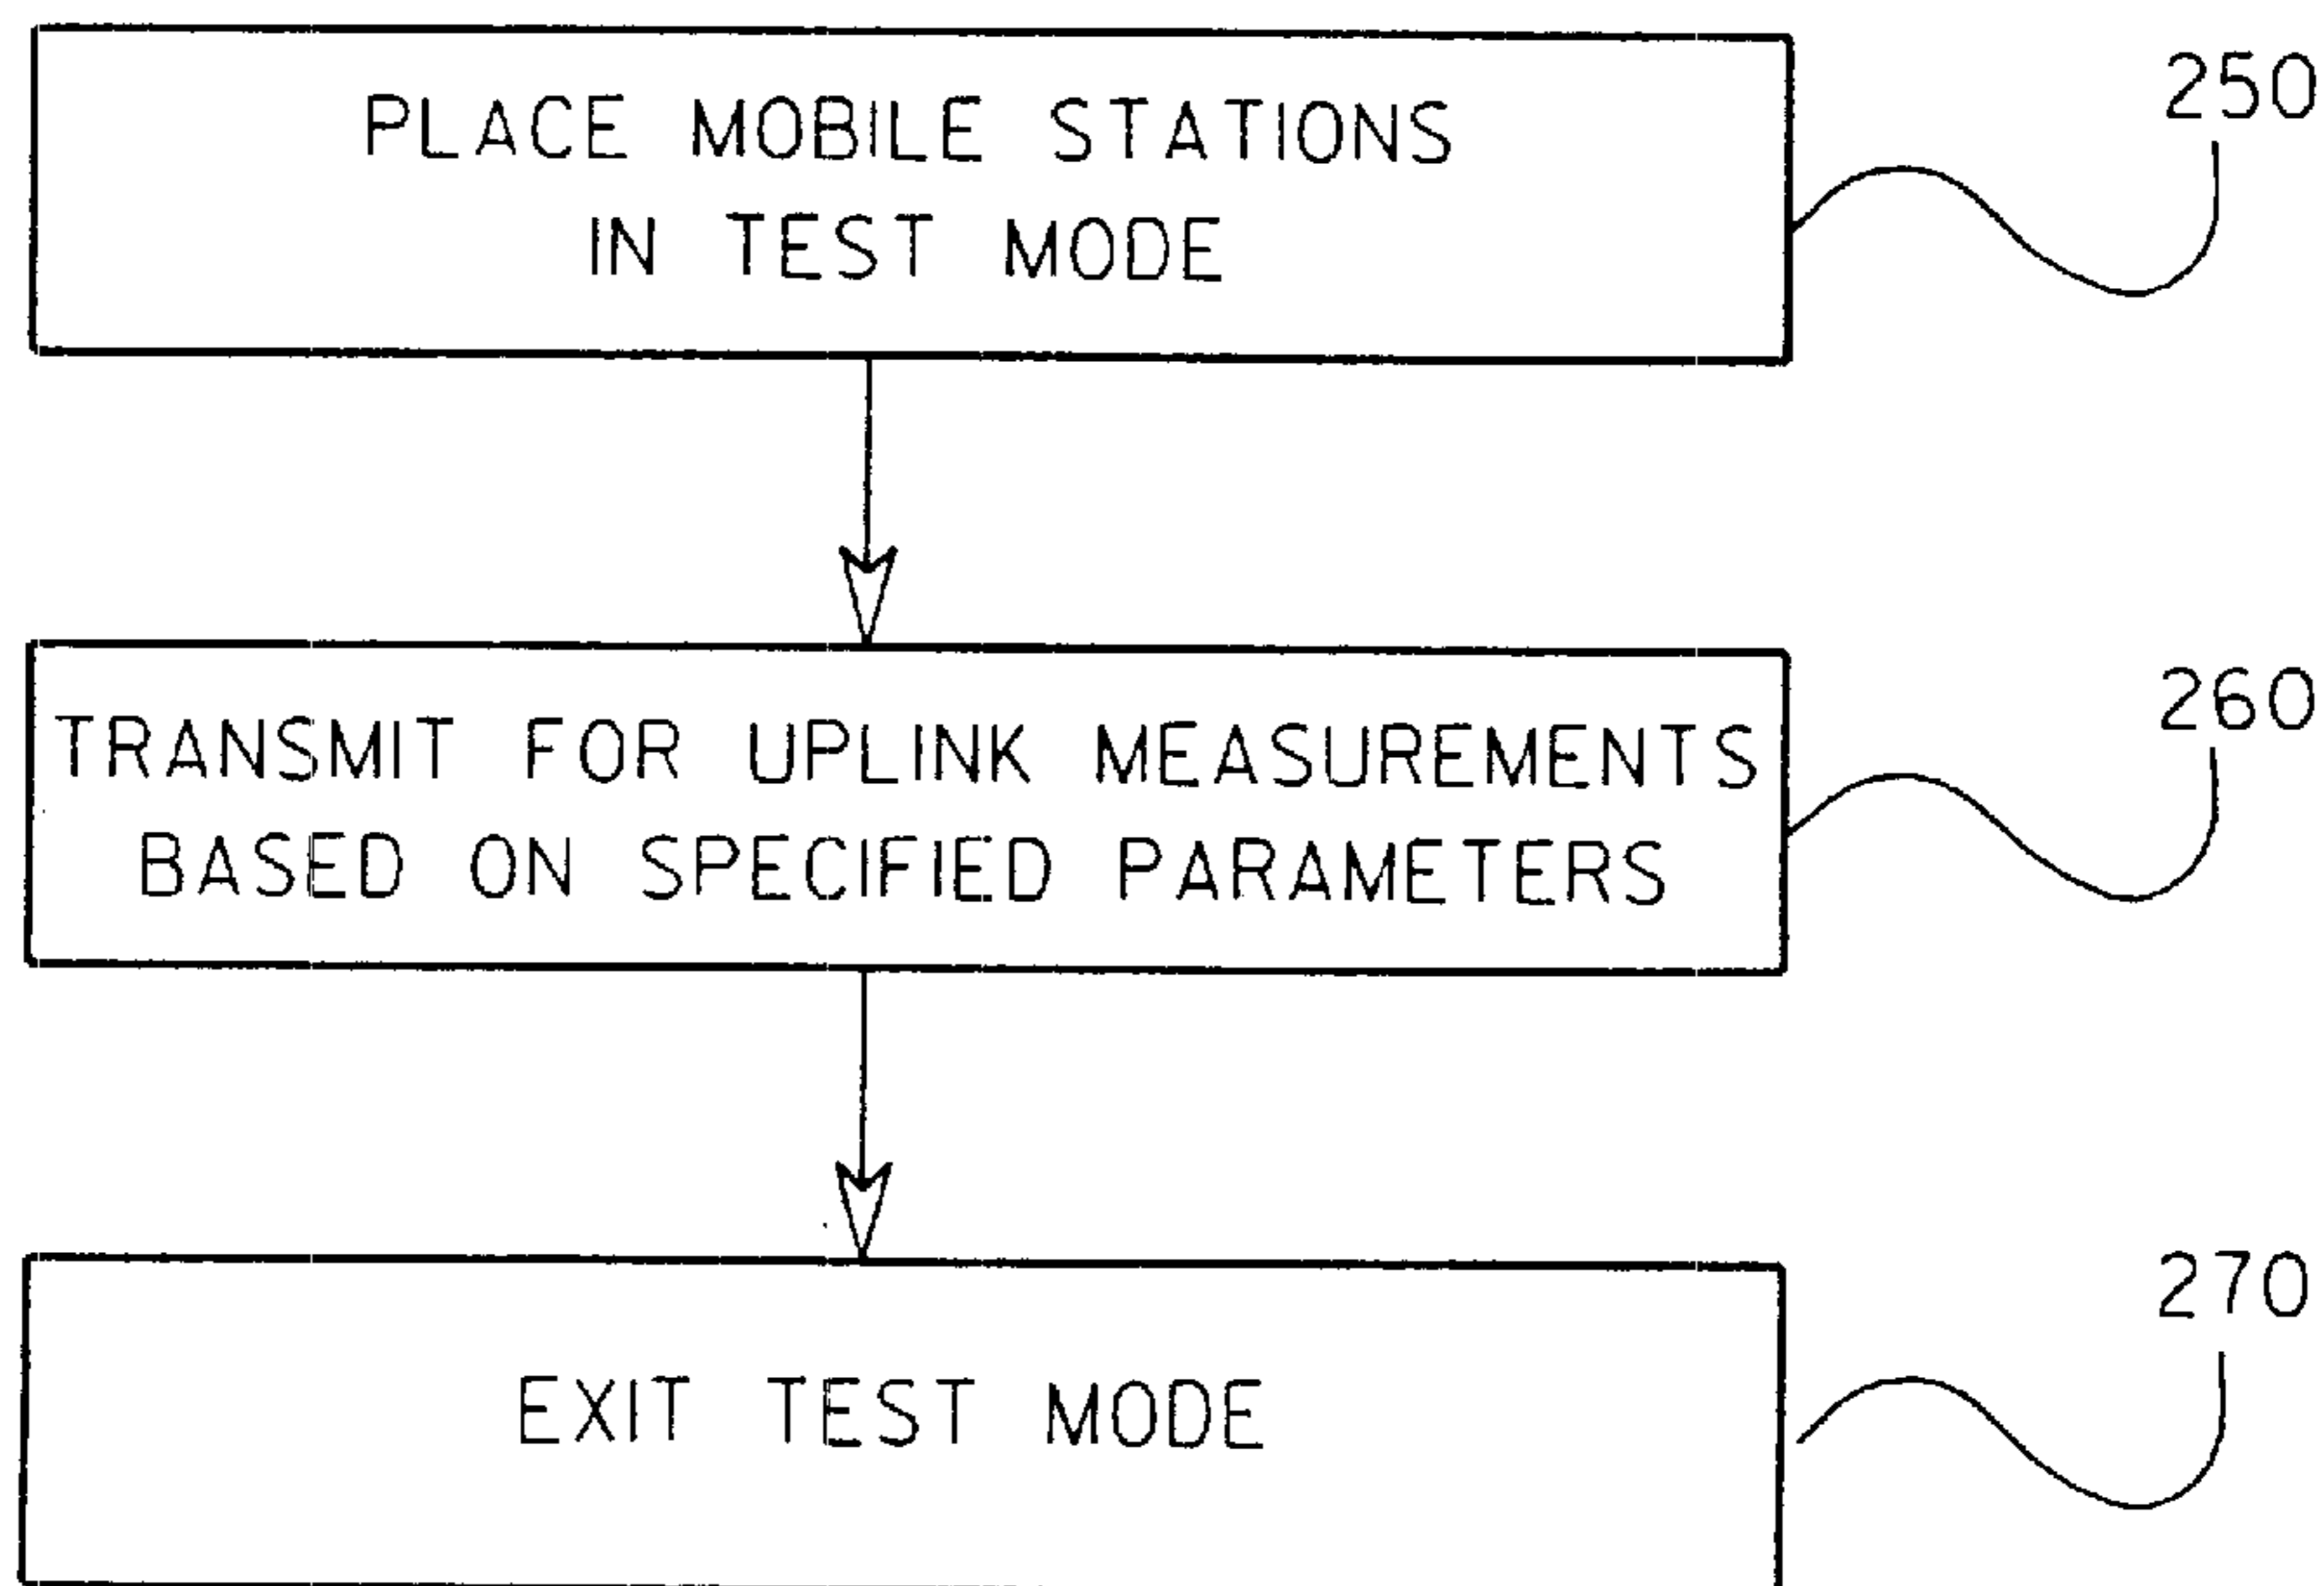 PLACE MOBILE STATIONS
IN TEST MODE
250
TRANSMIT FOR UPLINK MEASUREMENTS
BASED ON SPECIFIED PARAMETERS
260
EXIT TEST MODE
270